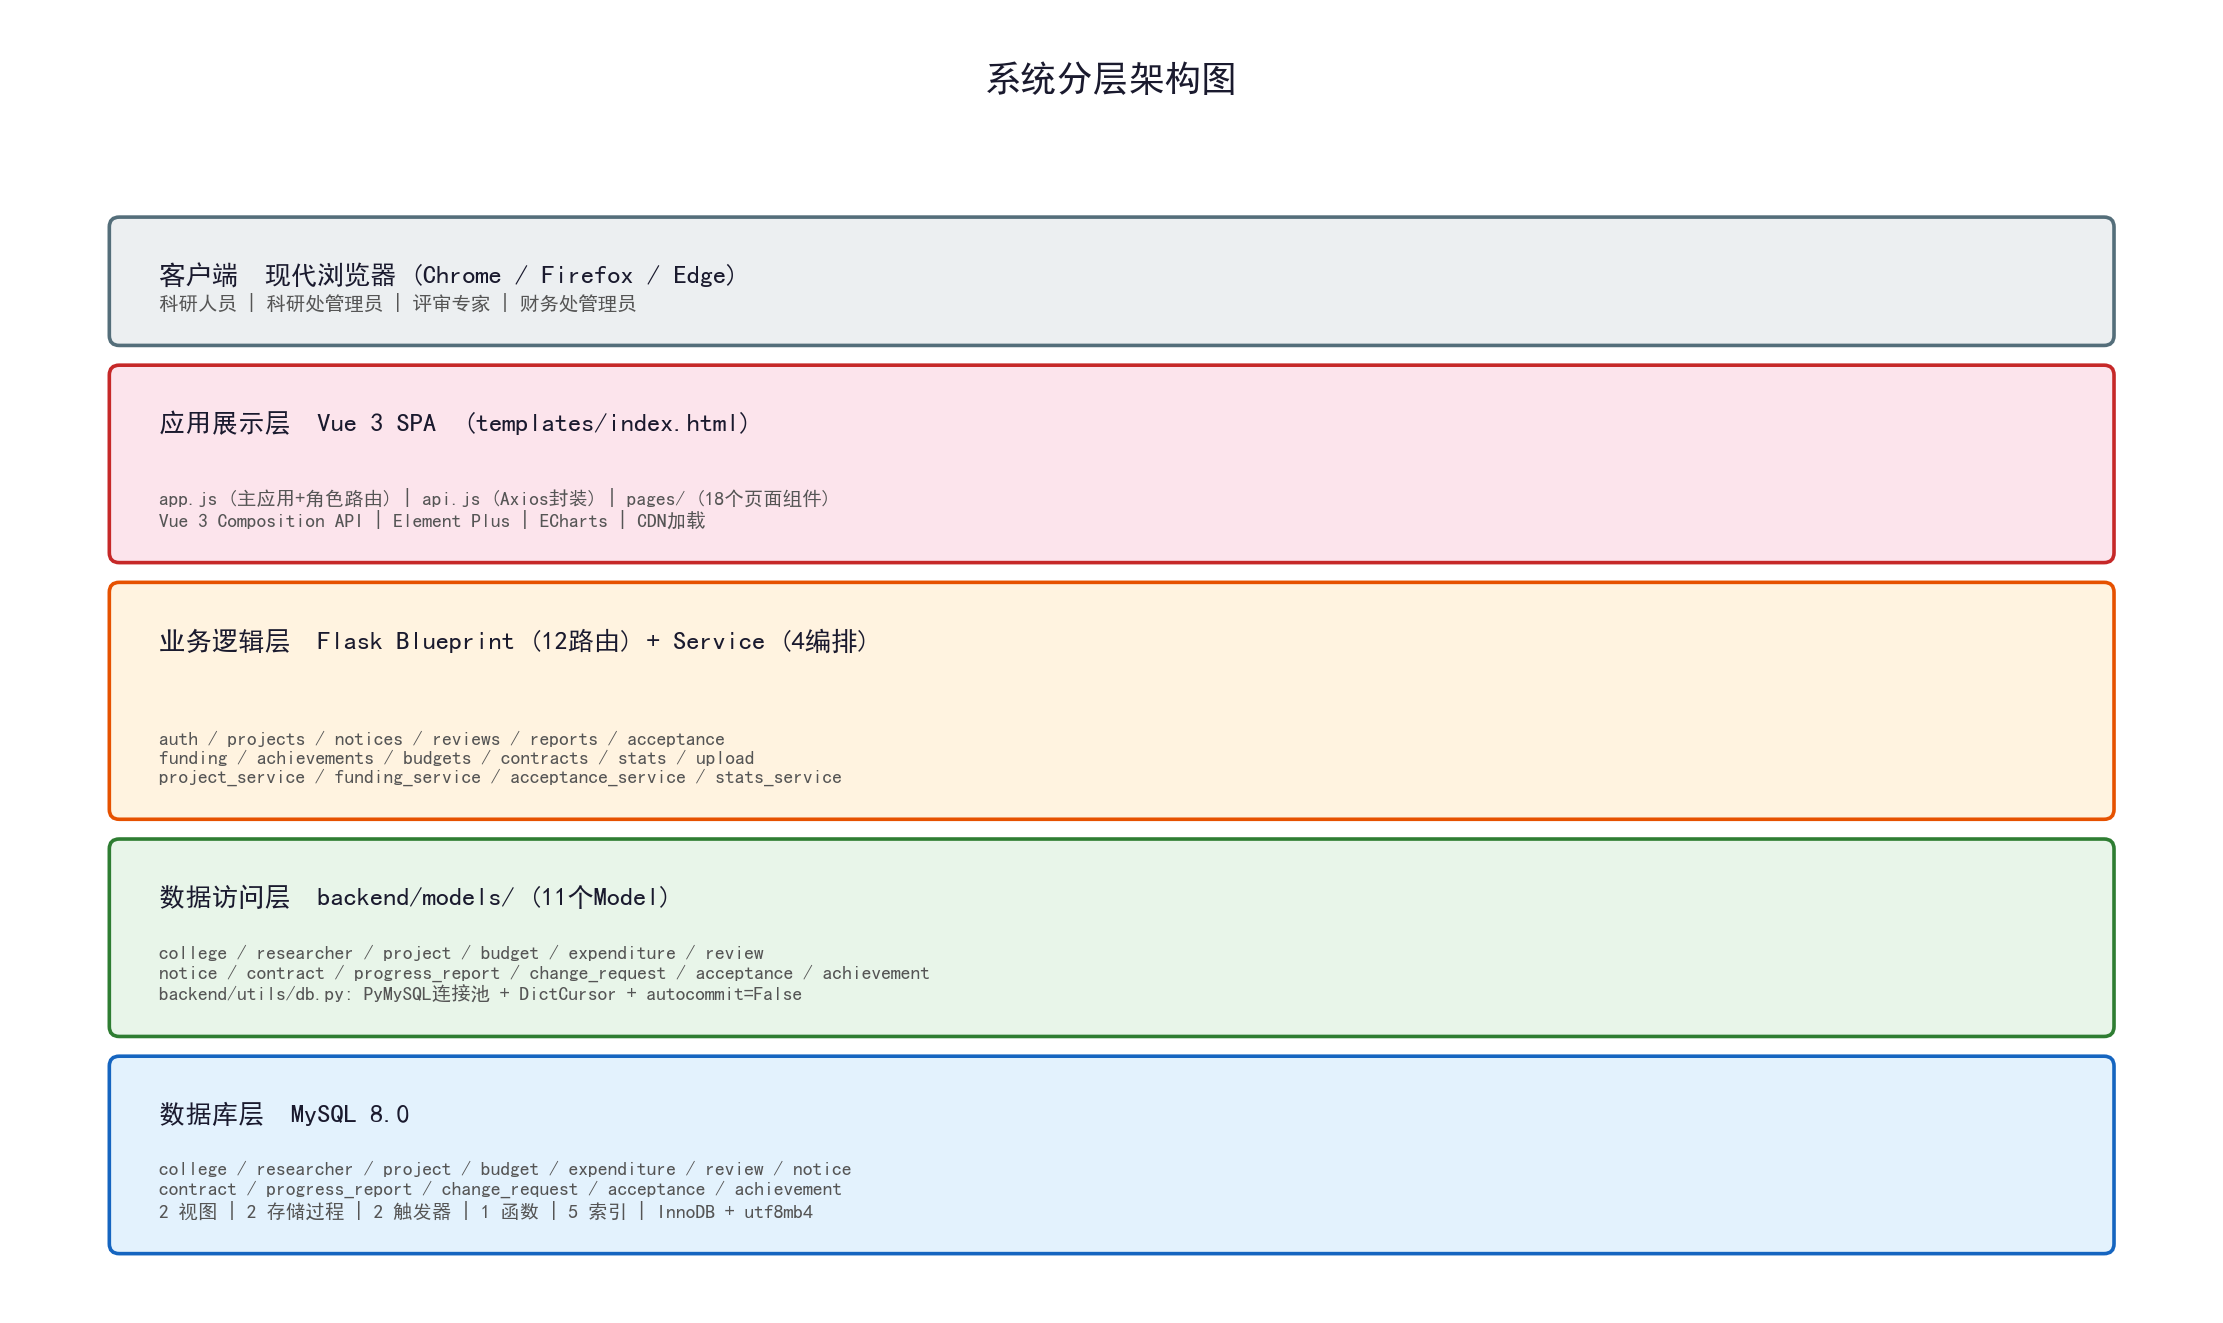 系统分层架构图
客户端  现代浏览器 (Chrome / Firefox / Edge)
科研人员 | 科研处管理员 | 评审专家 | 财务处管理员
应用展示层  Vue 3 SPA  (templates/index.html)
app.js (主应用+角色路由) | api.js (Axios封装) | pages/ (18个页面组件)
Vue 3 Composition API | Element Plus | ECharts | CDN加载
业务逻辑层  Flask Blueprint (12路由) + Service (4编排)
auth / projects / notices / reviews / reports / acceptance
funding / achievements / budgets / contracts / stats / upload
project_service / funding_service / acceptance_service / stats_service
数据访问层  backend/models/ (11个Model)
college / researcher / project / budget / expenditure / review
notice / contract / progress_report / change_request / acceptance / achievement
backend/utils/db.py: PyMySQL连接池 + DictCursor + autocommit=False
数据库层  MySQL 8.0
college / researcher / project / budget / expenditure / review / notice
contract / progress_report / change_request / acceptance / achievement
2 视图 | 2 存储过程 | 2 触发器 | 1 函数 | 5 索引 | InnoDB + utf8mb4